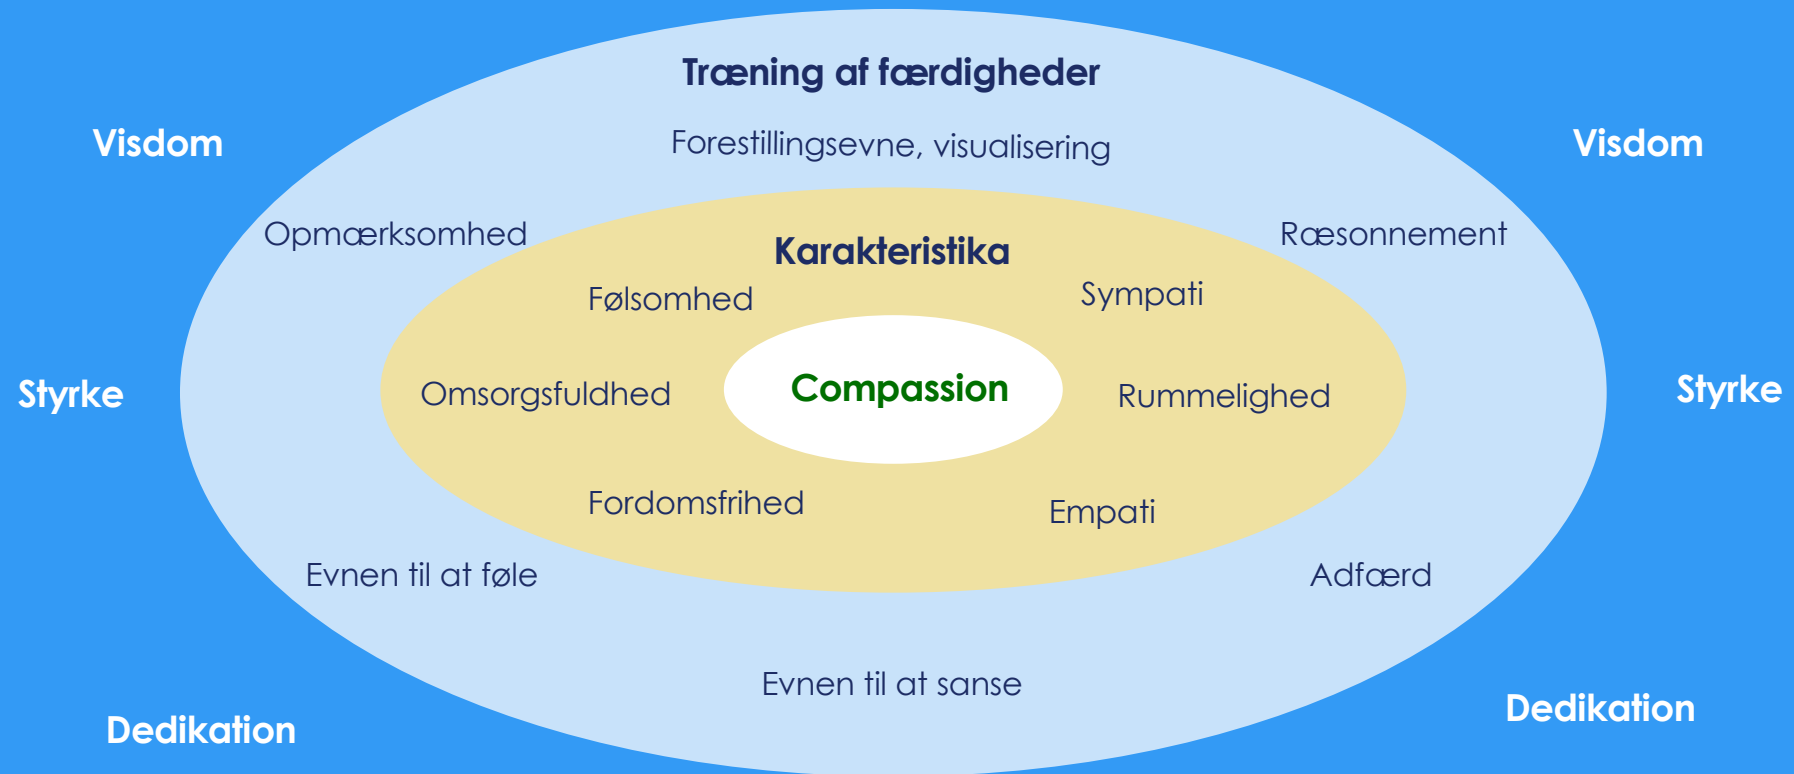 Træning af færdigheder
Visdom
Forestillingsevne, visualisering
Visdom
Opmærksomhed
Ræsonnement
Karakteristika
Følsomhed
Sympati
Styrke
Omsorgsfuldhed
Compassion
Rummelighed
Styrke
Fordomsfrihed
Empati
Evnen til at føle
Adfærd
Evnen til at sanse
Dedikation
Dedikation